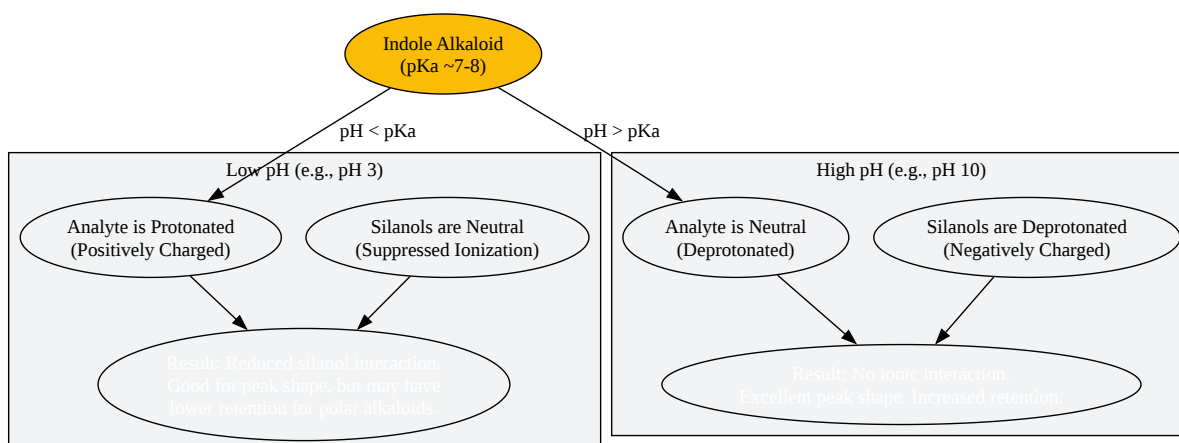 Indole Alkaloid
(pKa ~7-8)
pH < pKa
pH > pKa
Low pH (e.g., pH 3)
Analyte is Protonated
(Positively Charged)
Silanols are Neutral
(Suppressed Ionization)
Result: Reduced silanol interaction.
Good for peak shape, but may have
lower retention for polar alkaloids.
High pH (e.g., pH 10)
Analyte is Neutral
(Deprotonated)
Silanols are Deprotonated
(Negatively Charged)
Result: No ionic interaction.
Excellent peak shape. Increased retention.